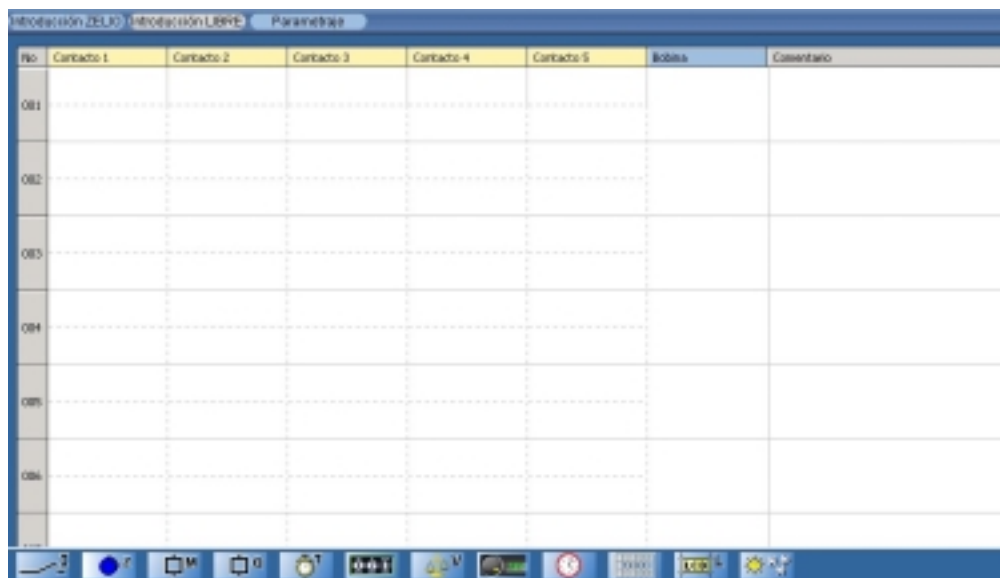 Introducción ZELIO Introducción LIBRE Parametraje
No Contacto 1 Contacto 2 Contacto 3 Contacto 4 Contacto 5 Bobina Comentario
001
002
003
004
005
006
M T V